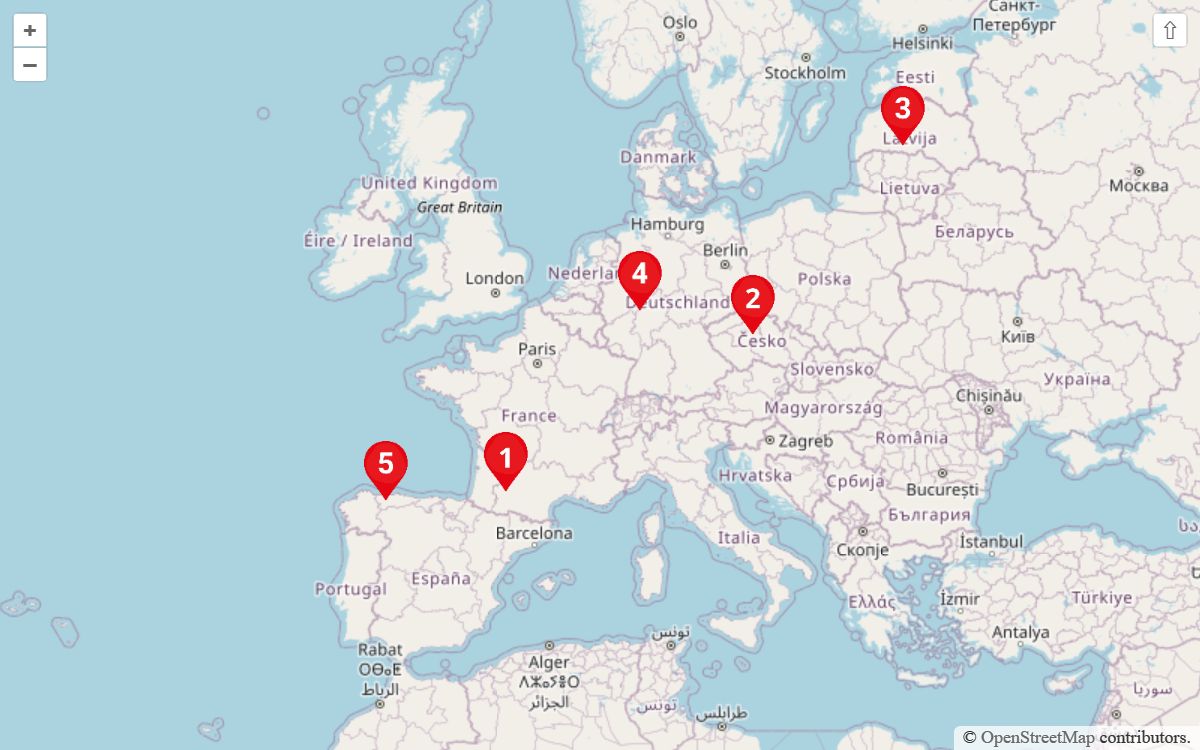 +
−
⇧
Oslo
Санкт-
Петербург
Helsinki
Stockholm
Eesti
3
Latvija
Danmark
Москва
United Kingdom
Great Britain
Lietuva
Hamburg
Éire / Ireland
Беларусь
Berlin
London
4
Polska
2
Deutschland
Česko
Київ
Paris
Slovensko
Україна
Chișinău
France
Magyarország
Zagreb
România
1
5
Hrvatska
Србија
București
България
Barcelona
Italia
Скопје
İstanbul
España
Portugal
Ελλάς
İzmir
Türkiye
Antalya
تونس
Rabat
ⵔⴱⴰⵟ
الرباط
Alger
الجزائر
تونس
طرابلس
سوريا
© OpenStreetMap contributors.